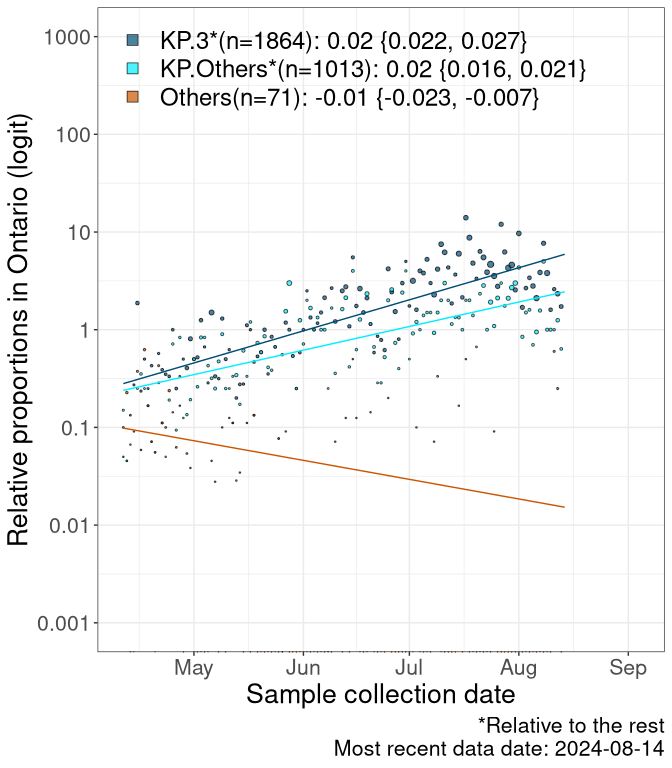 KP.3*(n=1864): 0.02 {0.022, 0.027}
KP.Others*(n=1013): 0.02 {0.016, 0.021}
Others(n=71): -0.01 {-0.023, -0.007}
Relative proportions in Ontario (logit)
1000
100
10
1
0.1
0.01
0.001
May Jun Jul Aug Sep
Sample collection date
*Relative to the rest
Most recent data date: 2024-08-14